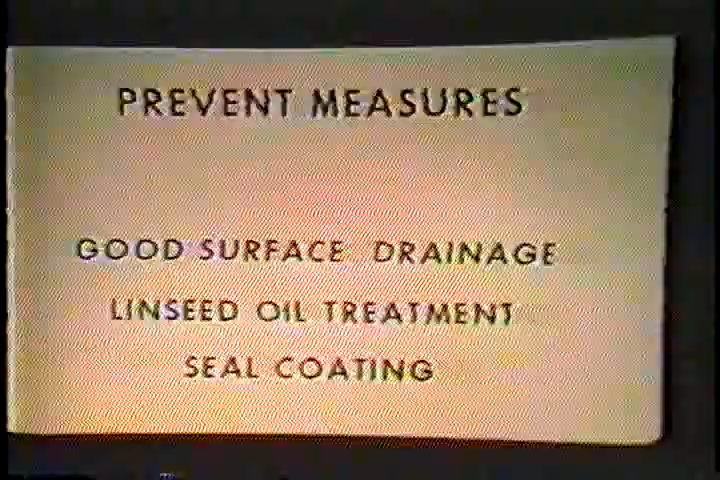 PREVENT MEASURES
GOOD SURFACE DRAINAGE
LINSEED OIL TREATMENT
SEAL COATING